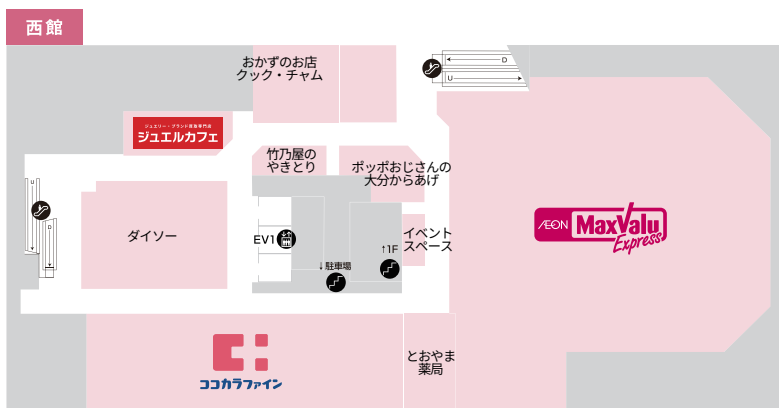 西館
おかずのお店
クック・チャム
D
U
ジュエリー・ブランド買取専門店
ジュエルカフェ
竹乃屋の
やきとり
ポッポおじさんの
大分からあげ
U
D
ダイソー
EV1
イベント
スペース
↑1F
↓駐車場
ÆON MaxValu
Express
ココカラファイン
とおやま
薬局